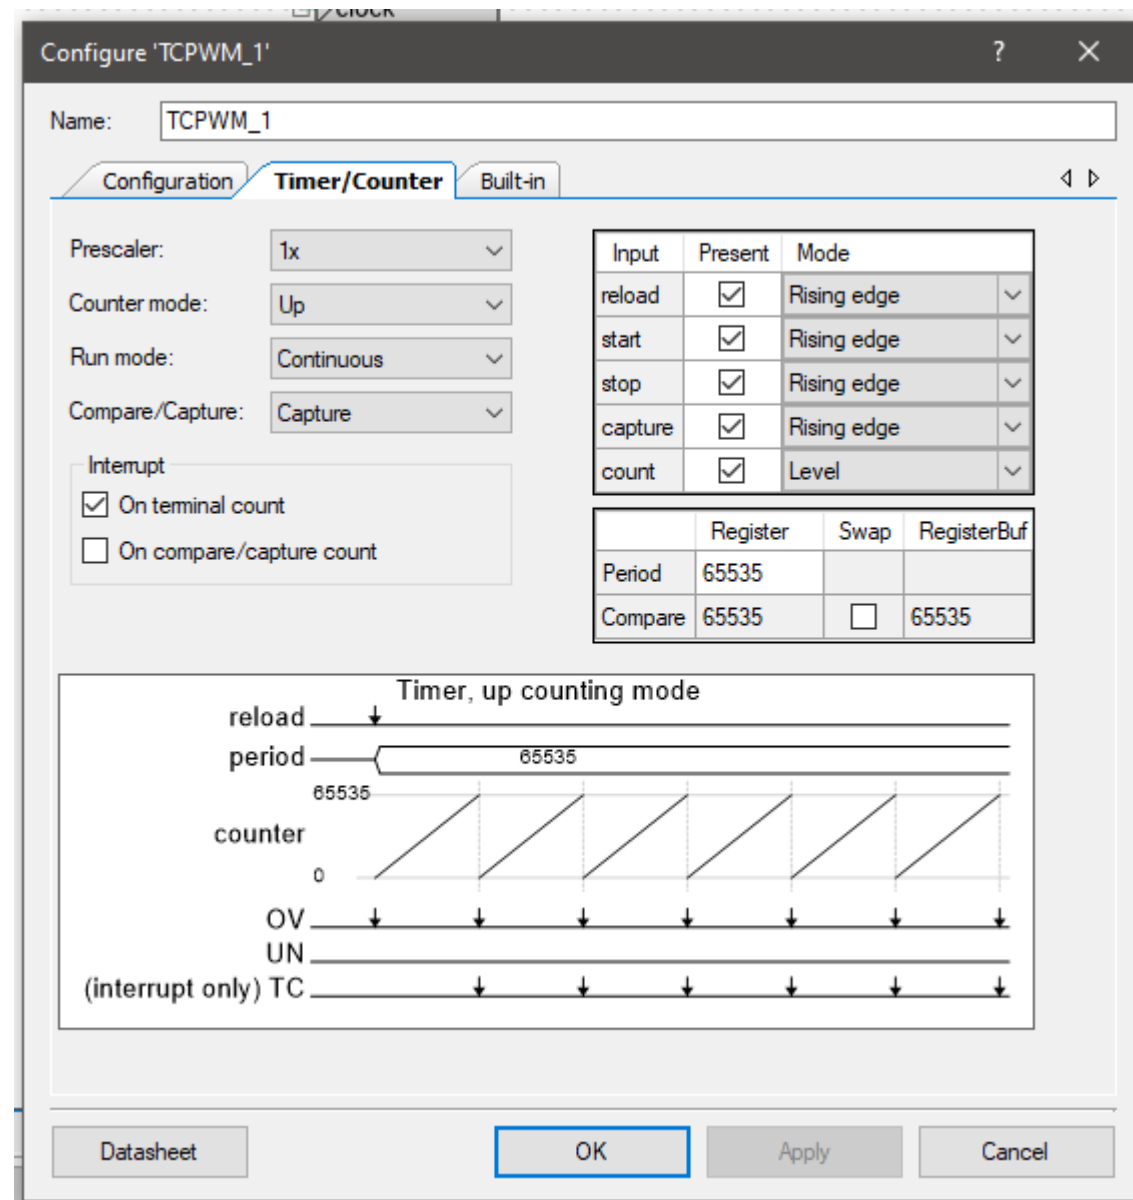 clock
Configure 'TCPWM_1' ?
Name: TCPWM_1
Configuration Timer/Counter Built-in
Prescaler: 1x
Counter mode: Up
Run mode: Continuous
Compare/Capture: Capture
Interrupt
On terminal count
On compare/capture count
Input Present Mode
reload Rising edge
start Rising edge
stop Rising edge
capture Rising edge
count Level
Register Swap RegisterBuf
Period 65535
Compare 65535 65535
Timer, up counting mode
reload
period 65535
65535
counter
0
OV
UN
(interrupt only) TC
Datasheet OK Apply Cancel